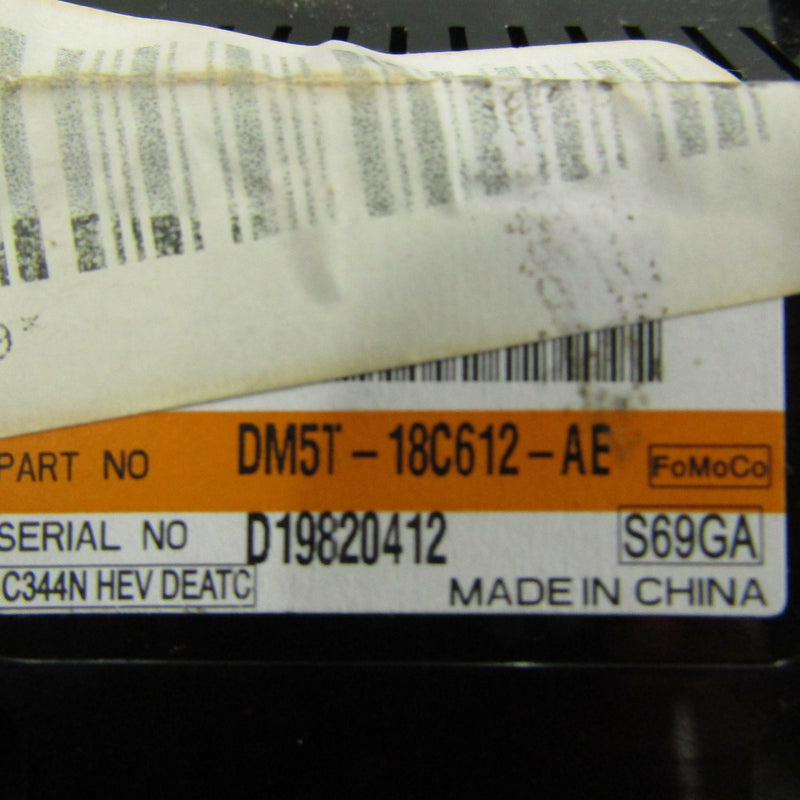 PART NO DM5T-18C612-AE FoMoCo
SERIAL NO D19820412 S69GA
C344N HEV DEATC MADE IN CHINA